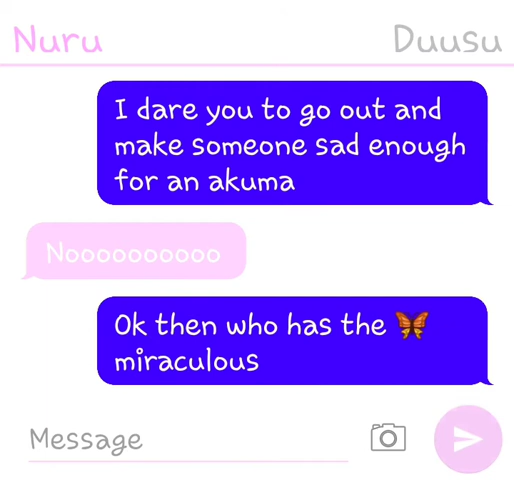 Nuru Duusu
I dare you to go out and
make someone sad enough
for an akuma
Noooooooooo
Ok then who has the 🦋
miraculous
Message